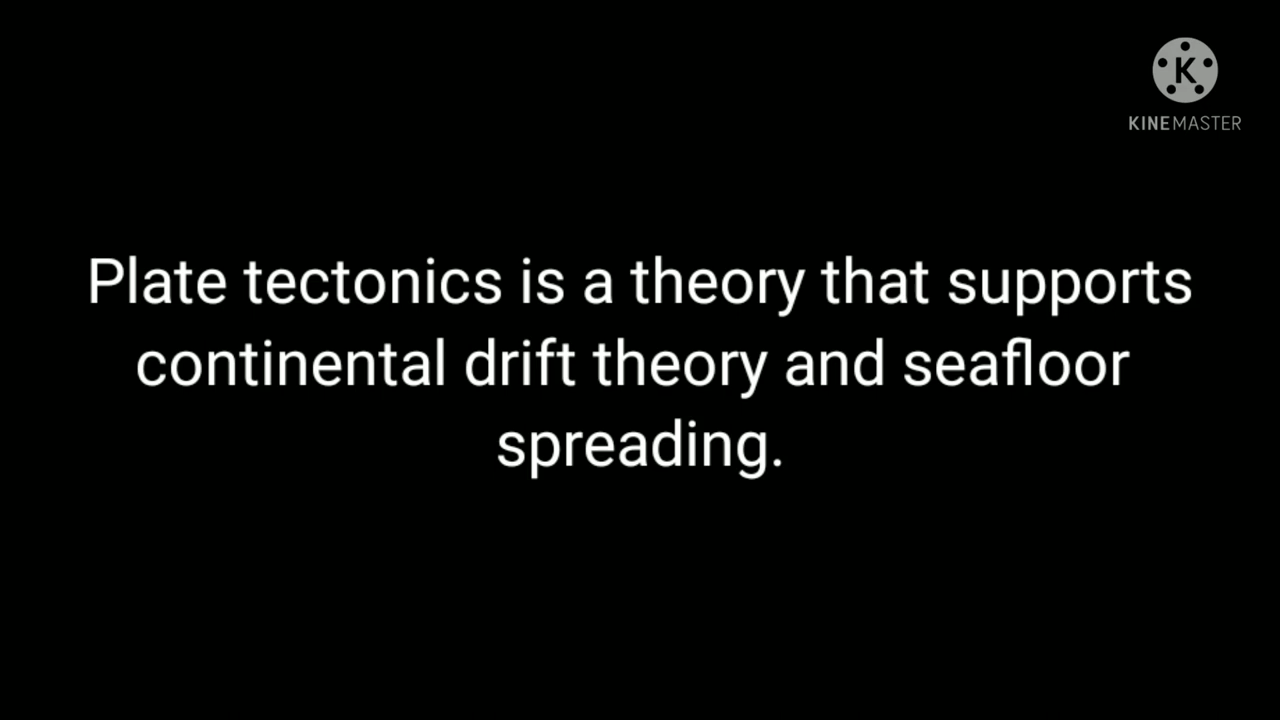 K
KINEMASTER
Plate tectonics is a theory that supports
continental drift theory and seafloor
spreading.